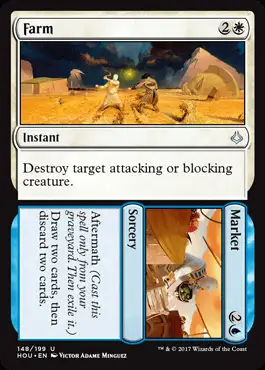 Farm 2
Instant
Destroy target attacking or blocking
creature.
Market 2
Sorcery
Aftermath (Cast this
spell only from your
graveyard. Then exile it.)
Draw two cards, then
discard two cards.
148/199 U
HOU • EN Victor Adame Minguez
™ & © 2017 Wizards of the Coast